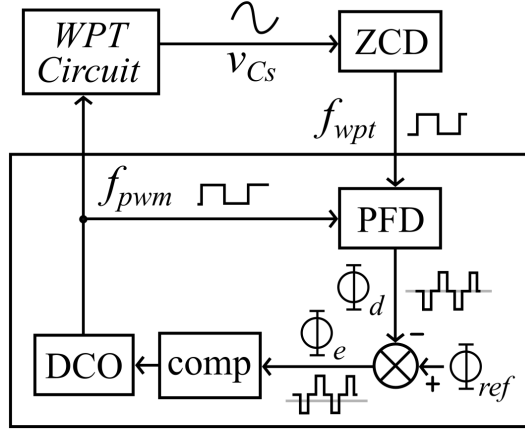 WPT
Circuit
v_Cs
ZCD
f_wpt
f_pwm
PFD
Φ_d
−
Φ_e
DCO
comp
+
Φ_ref